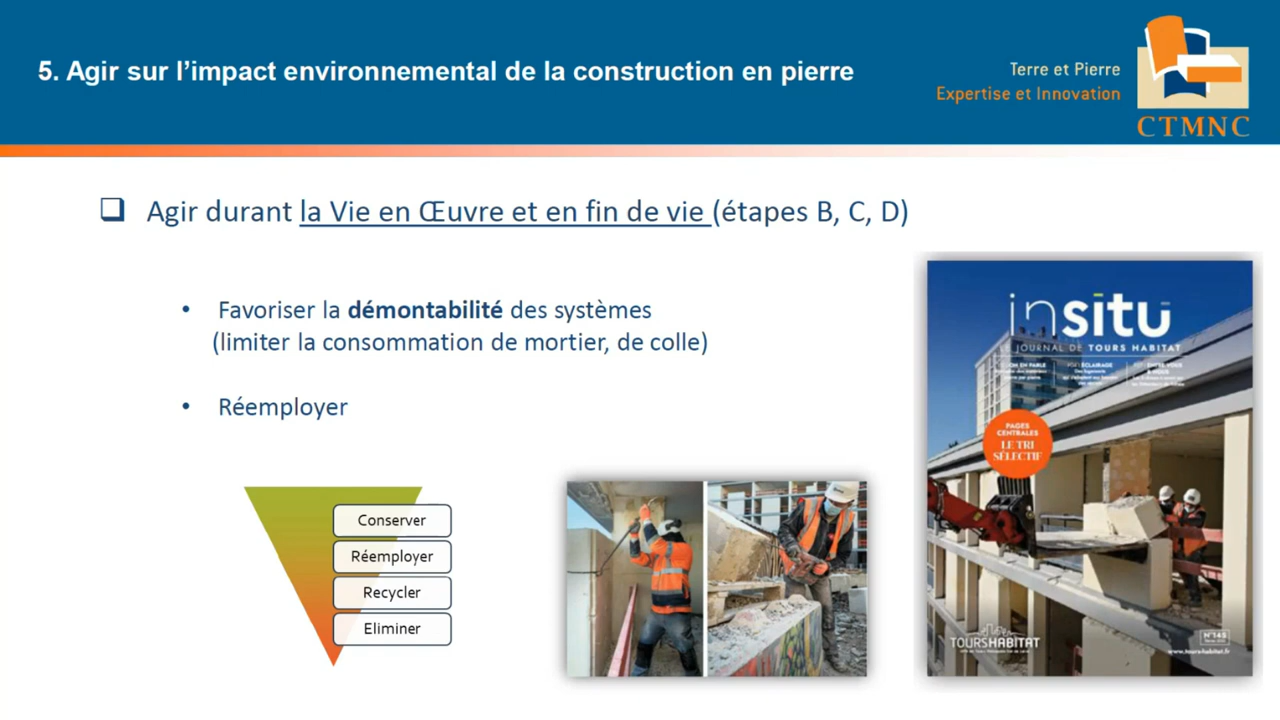 5. Agir sur l’impact environnemental de la construction en pierre
Terre et Pierre
Expertise et Innovation
CTMNC
❑ Agir durant la Vie en Œuvre et en fin de vie (étapes B, C, D)
• Favoriser la démontabilité des systèmes
(limiter la consommation de mortier, de colle)
• Réemployer
Conserver
Réemployer
Recycler
Eliminer
insitu
LE JOURNAL DE TOURS HABITAT
PAGES
CENTRALES
LE TRI
SÉLECTIF
TOURSHABITAT
N°145
www.tours-habitat.fr